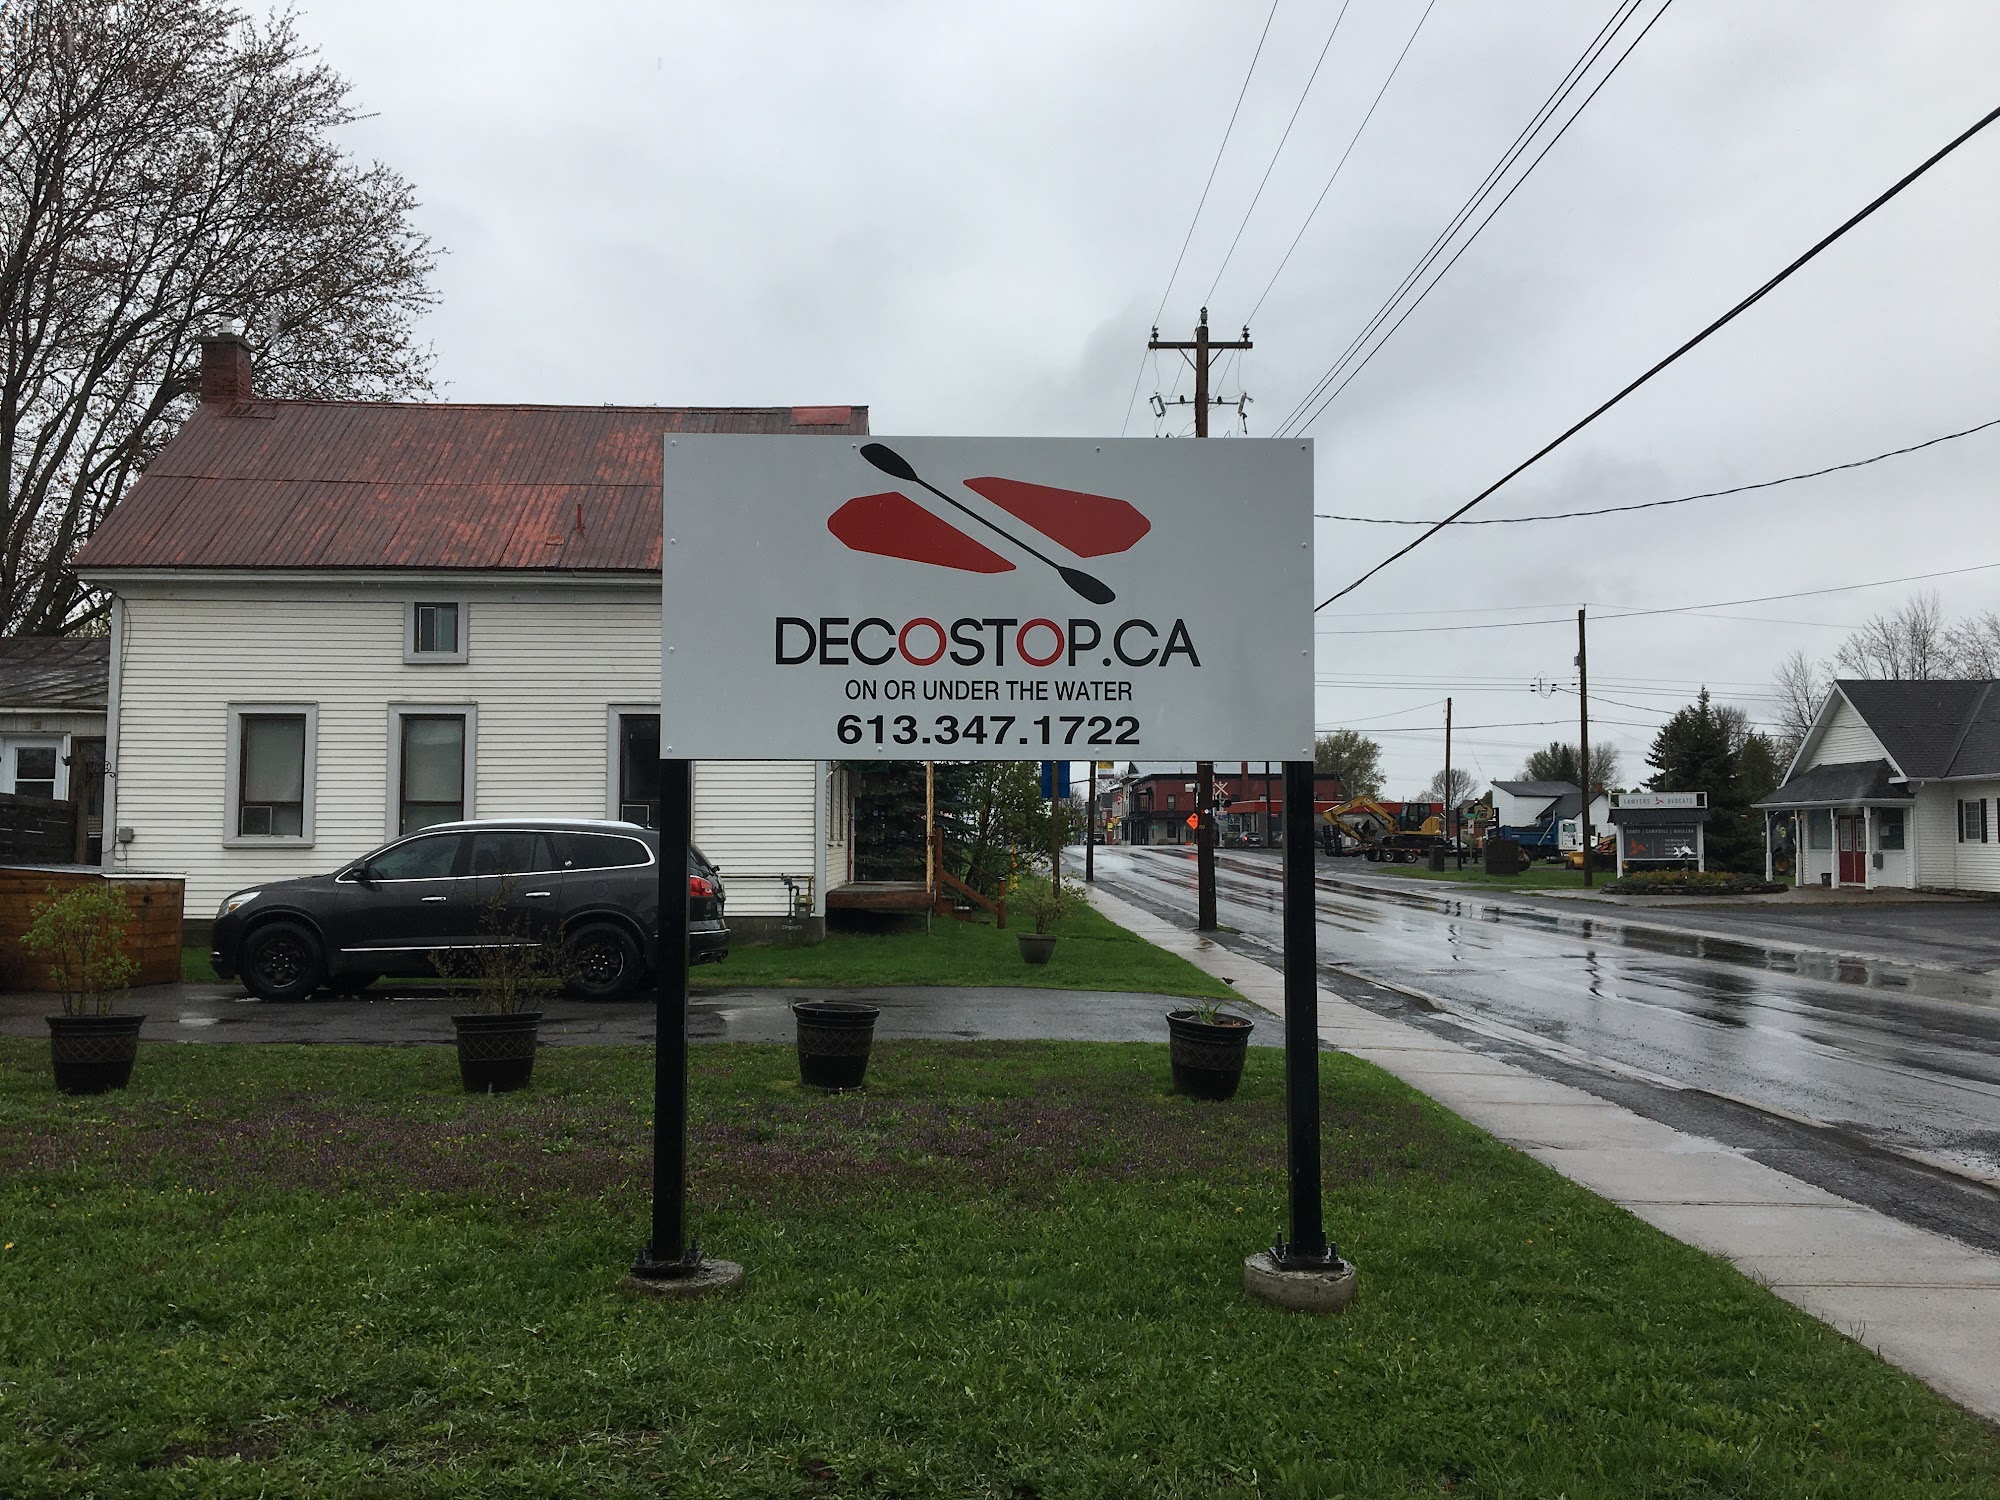 DECOSTOP.CA
ON OR UNDER THE WATER
613.347.1722
LAWYERS AVOCATS